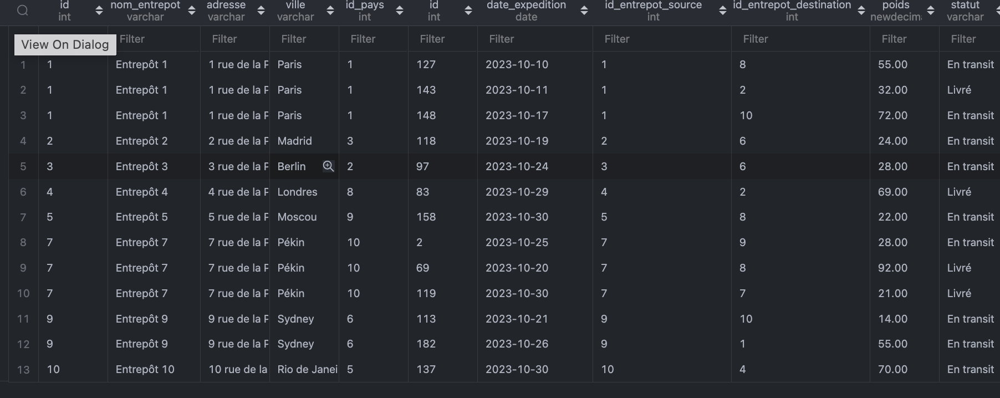 id nom_entrepot adresse ville id_pays id date_expedition id_entrepot_source id_entrepot_destination poids statut
int varchar varchar varchar int int date int int newdecim varchar
View On Dialog Filter Filter Filter Filter Filter Filter Filter Filter Filter Filter
1 1 Entrepôt 1 1 rue de la P Paris 1 127 2023-10-10 1 8 55.00 En transit
2 1 Entrepôt 1 1 rue de la P Paris 1 143 2023-10-11 1 2 32.00 Livré
3 1 Entrepôt 1 1 rue de la P Paris 1 148 2023-10-17 1 10 72.00 En transit
4 2 Entrepôt 2 2 rue de la P Madrid 3 118 2023-10-19 2 6 24.00 En transit
5 3 Entrepôt 3 3 rue de la P Berlin 2 97 2023-10-24 3 6 28.00 En transit
6 4 Entrepôt 4 4 rue de la P Londres 8 83 2023-10-29 4 2 69.00 Livré
7 5 Entrepôt 5 5 rue de la P Moscou 9 158 2023-10-30 5 8 22.00 En transit
8 7 Entrepôt 7 7 rue de la P Pékin 10 2 2023-10-25 7 9 28.00 En transit
9 7 Entrepôt 7 7 rue de la P Pékin 10 69 2023-10-20 7 8 92.00 Livré
10 7 Entrepôt 7 7 rue de la P Pékin 10 119 2023-10-30 7 7 21.00 Livré
11 9 Entrepôt 9 9 rue de la P Sydney 6 113 2023-10-21 9 10 14.00 En transit
12 9 Entrepôt 9 9 rue de la P Sydney 6 182 2023-10-26 9 1 55.00 En transit
13 10 Entrepôt 10 10 rue de la Rio de Janei 5 137 2023-10-30 10 4 70.00 En transit